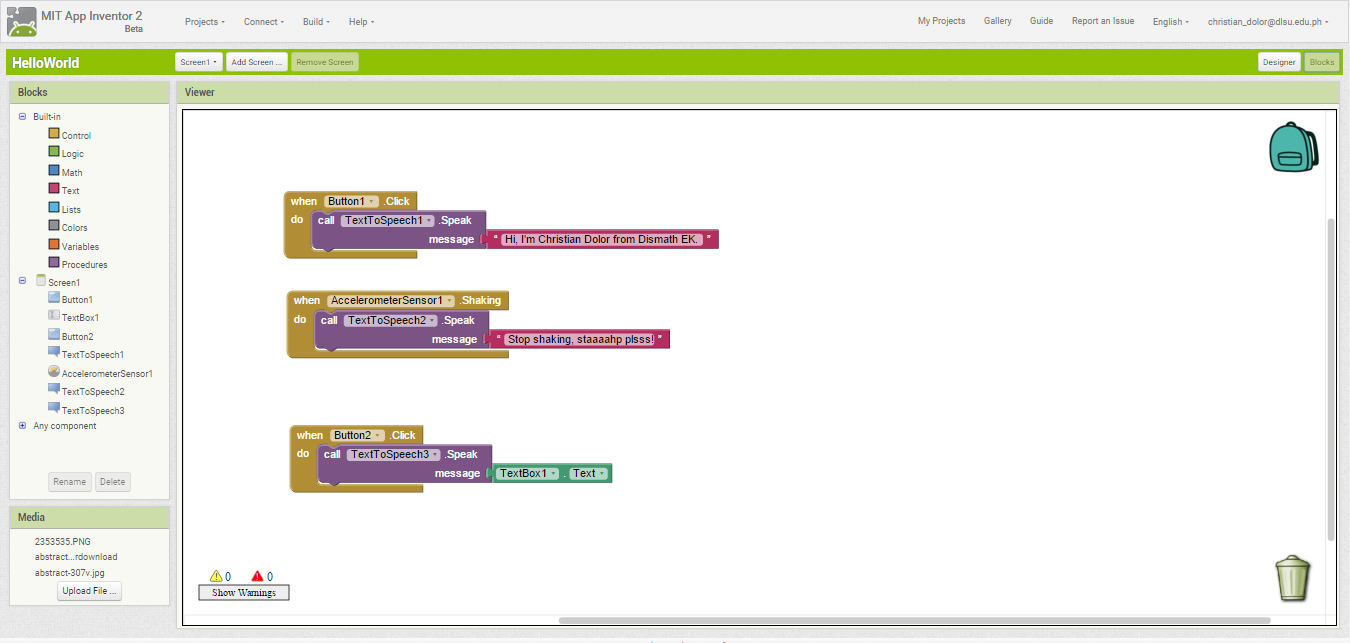 MIT App Inventor 2
Beta
Projects Connect Build Help
My Projects Gallery Guide Report an Issue English christian_dolor@dlsu.edu.ph
HelloWorld Screen1 Add Screen ... Remove Screen Designer Blocks
Blocks
Built-in
Control
Logic
Math
Text
Lists
Colors
Variables
Procedures
Screen1
Button1
TextBox1
Button2
TextToSpeech1
AccelerometerSensor1
TextToSpeech2
TextToSpeech3
Any component
Rename Delete
Media
2353535.PNG
abstract...rdownload
abstract-307v.jpg
Upload File ...
Viewer
when Button1 .Click
do call TextToSpeech1 .Speak
message " Hi, I'm Christian Dolor from Dismath EK. "
when AccelerometerSensor1 .Shaking
do call TextToSpeech2 .Speak
message " Stop shaking, staaaahp plsss! "
when Button2 .Click
do call TextToSpeech3 .Speak
message TextBox1 . Text
0 0
Show Warnings